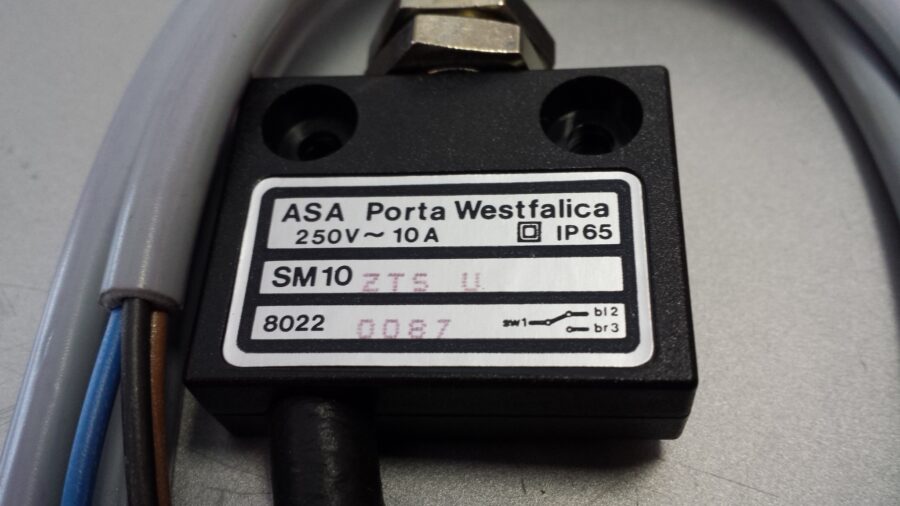 ASA Porta Westfalica
250V~ 10A IP65
SM10 ZTS U
8022 0087
sw1 bl2
br3